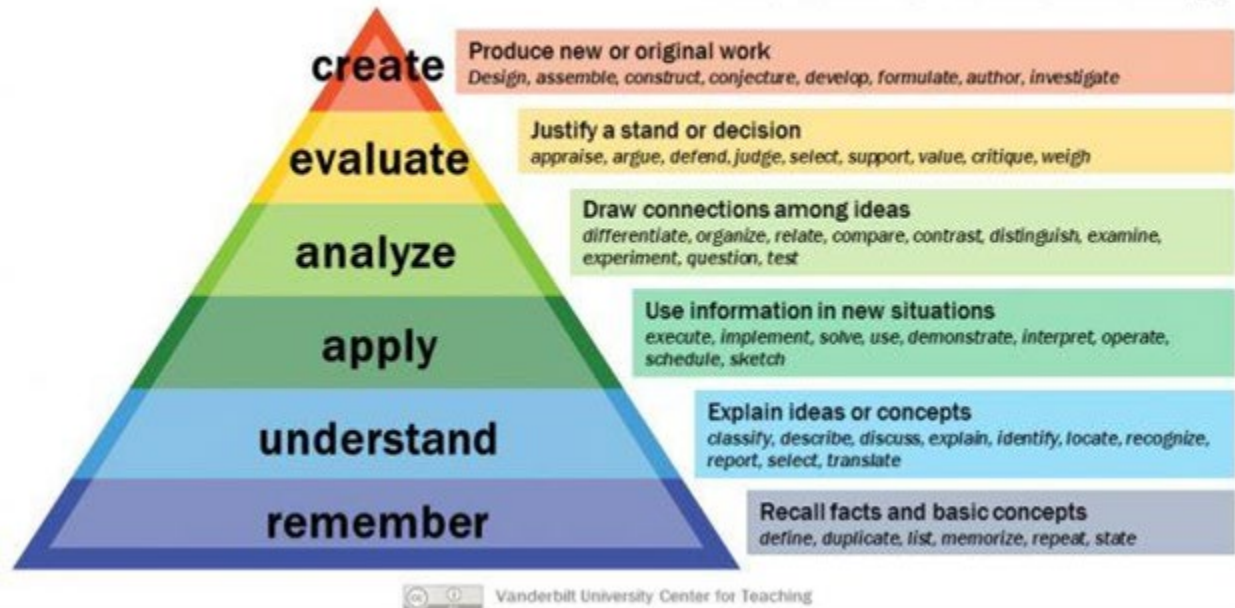 create
Produce new or original work
Design, assemble, construct, conjecture, develop, formulate, author, investigate
evaluate
Justify a stand or decision
appraise, argue, defend, judge, select, support, value, critique, weigh
analyze
Draw connections among ideas
differentiate, organize, relate, compare, contrast, distinguish, examine,
experiment, question, test
apply
Use information in new situations
execute, implement, solve, use, demonstrate, interpret, operate,
schedule, sketch
understand
Explain ideas or concepts
classify, describe, discuss, explain, identify, locate, recognize,
report, select, translate
remember
Recall facts and basic concepts
define, duplicate, list, memorize, repeat, state
cc
Vanderbilt University Center for Teaching